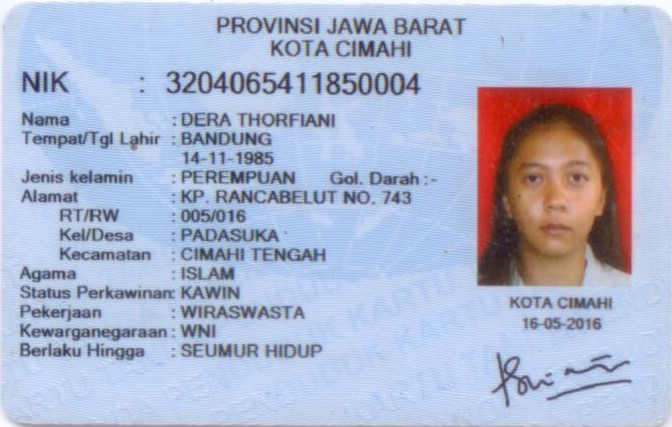 PROVINSI JAWA BARAT
KOTA CIMAHI
NIK : 3204065411850004
Nama : DERA THORFIANI
Tempat/Tgl Lahir : BANDUNG
14-11-1985
Jenis kelamin : PEREMPUAN Gol. Darah :-
Alamat : KP. RANCABELUT NO. 743
RT/RW : 005/016
Kel/Desa : PADASUKA
Kecamatan : CIMAHI TENGAH
Agama : ISLAM
Status Perkawinan: KAWIN
Pekerjaan : WIRASWASTA
Kewarganegaraan : WNI
Berlaku Hingga : SEUMUR HIDUP
KOTA CIMAHI
16-05-2016